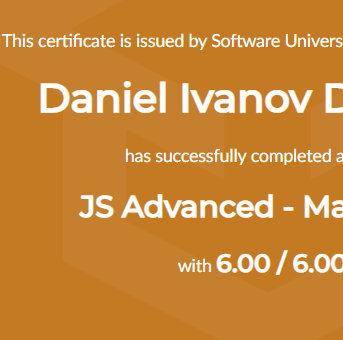 This certificate is issued by Software Univers
Daniel Ivanov D
has successfully completed a
JS Advanced - Ma
with 6.00 / 6.00